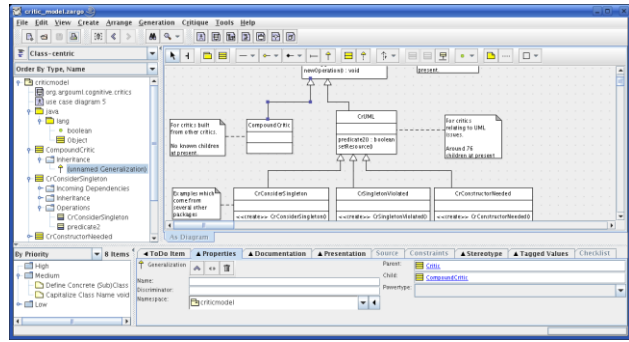 critic_model.zargo
File Edit View Create Arrange Generation Critique Tools Help
Class-centric
Order By Type, Name
criticmodel
org.argouml.cognitive.critics
use case diagram 5
java
lang
boolean
Object
CompoundCritic
Inheritance
(unnamed Generalization)
CrConsiderSingleton
Incoming Dependencies
Inheritance
Operations
CrConsiderSingleton
predicate2
CrConstructorNeeded
newOperation() : void
present.
For critics built
from other critics.
No known children
at present.
CompoundCritic
CrUML
predicate2() : boolean
setResource()
For critics
relating to UML
issues.
Around 76
children at present
Examples which
come from
several other
packages
CrConsiderSingleton
<<create>> CrConsiderSingleton()
CrSingletonViolated
<<create>> CrSingletonViolated()
CrConstructorNeeded
<<create>> CrConstructorNeeded()
As Diagram
By Priority
8 Items
High
Medium
Define Concrete (Sub)Class
Capitalize Class Name void
Low
ToDo Item
Properties
Documentation
Presentation
Source
Constraints
Stereotype
Tagged Values
Checklist
Generalization
Name:
Discriminator:
Namespace:
criticmodel
Parent:
Critic
Child:
CompoundCritic
Powertype: